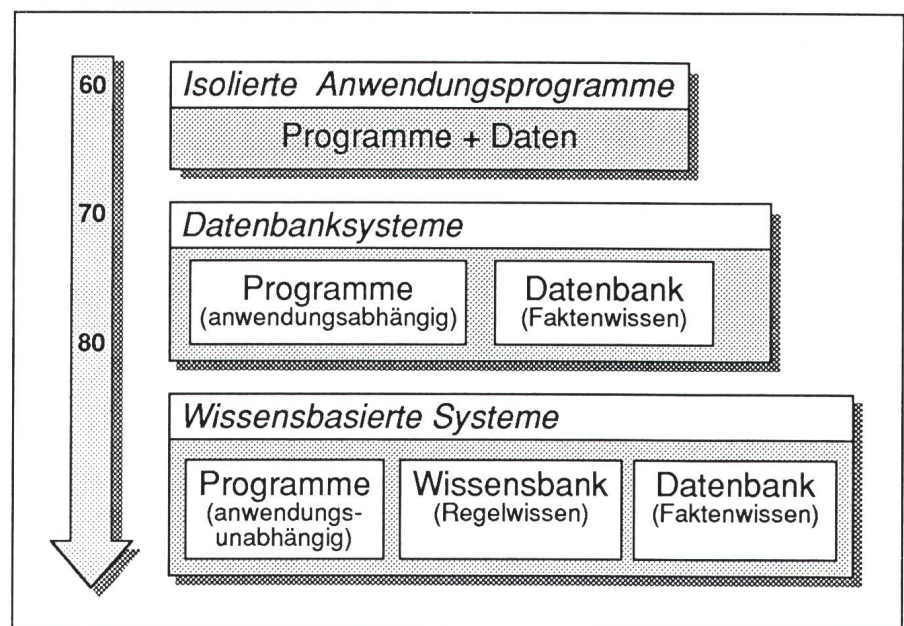 60
Isolierte Anwendungsprogramme
Programme + Daten
70
Datenbanksysteme
Programme
(anwendungsabhängig)
Datenbank
(Faktenwissen)
80
Wissensbasierte Systeme
Programme
(anwendungs-
unabhängig)
Wissensbank
(Regelwissen)
Datenbank
(Faktenwissen)